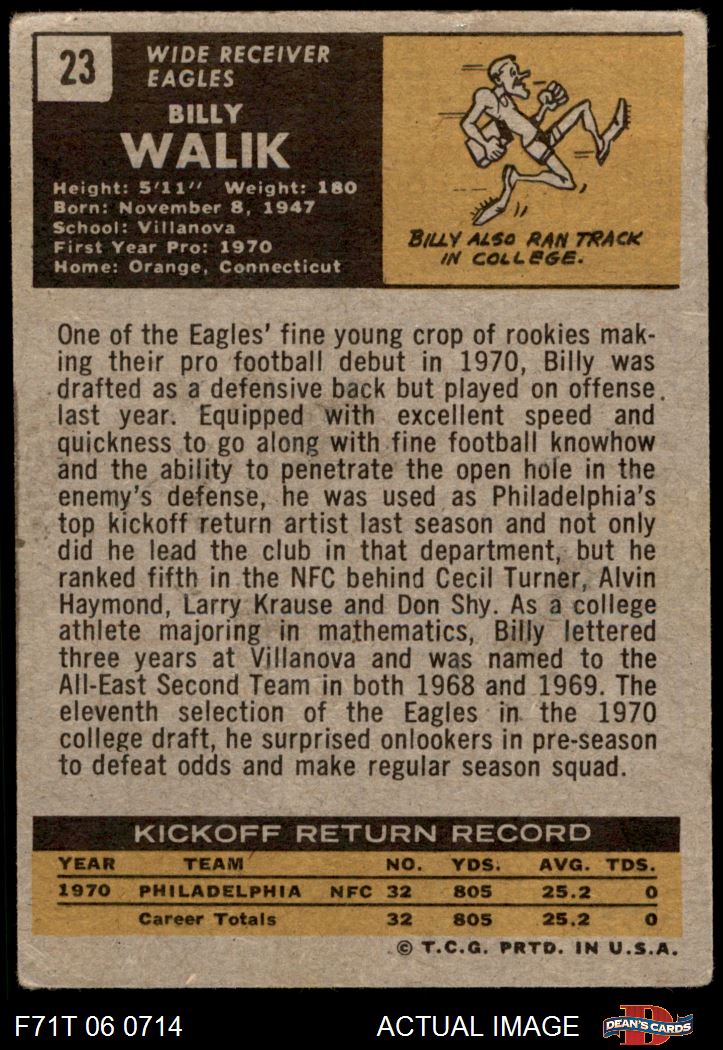 23
WIDE RECEIVER
EAGLES
BILLY
WALIK
Height: 5'11" Weight: 180
Born: November 8, 1947
School: Villanova
First Year Pro: 1970
Home: Orange, Connecticut
BILLY ALSO RAN TRACK
IN COLLEGE.
One of the Eagles' fine young crop of rookies mak-
ing their pro football debut in 1970, Billy was
drafted as a defensive back but played on offense
last year. Equipped with excellent speed and
quickness to go along with fine football knowhow
and the ability to penetrate the open hole in the
enemy's defense, he was used as Philadelphia's
top kickoff return artist last season and not only
did he lead the club in that department, but he
ranked fifth in the NFC behind Cecil Turner, Alvin
Haymond, Larry Krause and Don Shy. As a college
athlete majoring in mathematics, Billy lettered
three years at Villanova and was named to the
All-East Second Team in both 1968 and 1969. The
eleventh selection of the Eagles in the 1970
college draft, he surprised onlookers in pre-season
to defeat odds and make regular season squad.
KICKOFF RETURN RECORD
YEAR TEAM NO. YDS. AVG. TDS.
1970 PHILADELPHIA NFC 32 805 25.2 0
Career Totals 32 805 25.2 0
© T.C.G. PRTD. IN U.S.A.
F71T 06 0714 ACTUAL IMAGE D DEAN'S CARDS